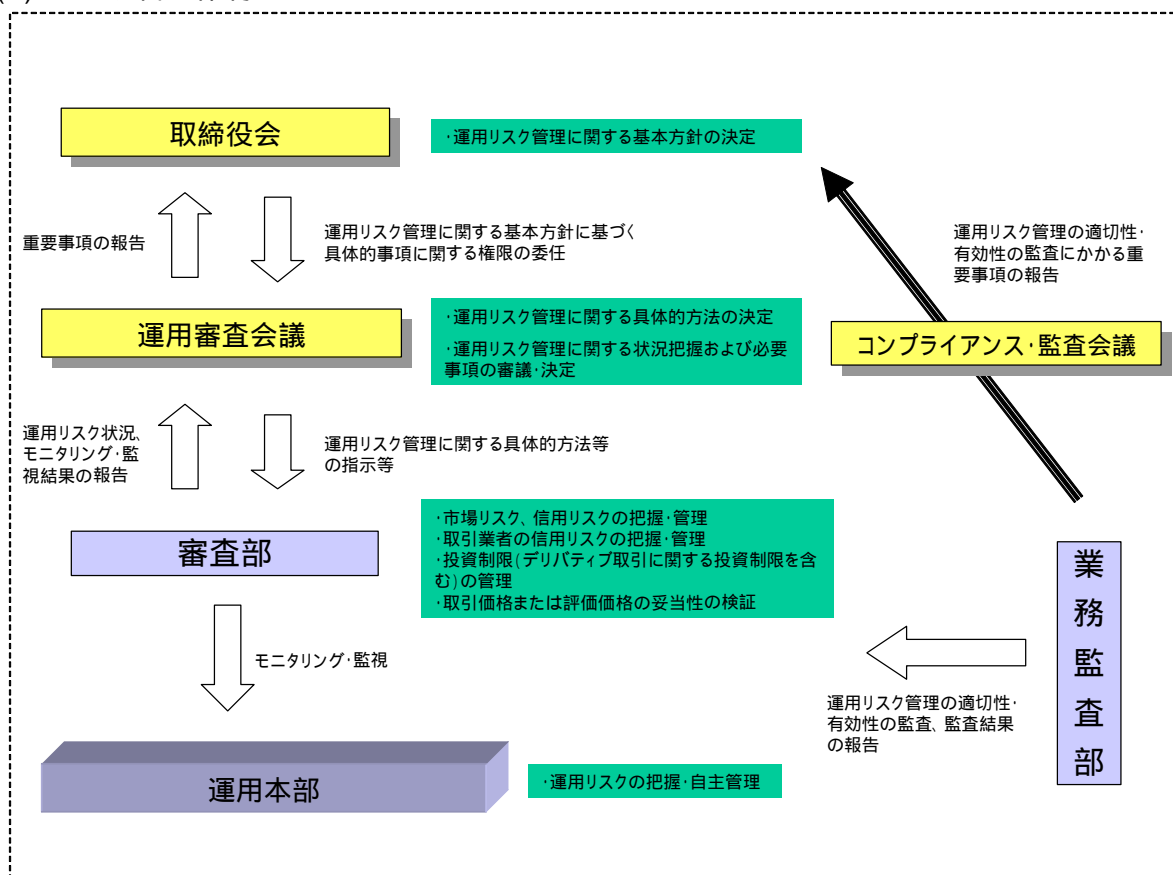 取締役会
・運用リスク管理に関する基本方針の決定
重要事項の報告
運用リスク管理に関する基本方針に基づく
具体的事項に関する権限の委任
運用リスク管理の適切性・
有効性の監査にかかる重
要事項の報告
運用審査会議
・運用リスク管理に関する具体的方法の決定
・運用リスク管理に関する状況把握および必要
事項の審議・決定
コンプライアンス・監査会議
運用リスク状況、
モニタリング・監
視結果の報告
運用リスク管理に関する具体的方法等
の指示等
審査部
・市場リスク、信用リスクの把握・管理
・取引業者の信用リスクの把握・管理
・投資制限(デリバティブ取引に関する投資制限を含
む)の管理
・取引価格または評価価格の妥当性の検証
業務監査部
モニタリング・監視
運用リスク管理の適切性・
有効性の監査、監査結果
の報告
運用本部
・運用リスクの把握・自主管理